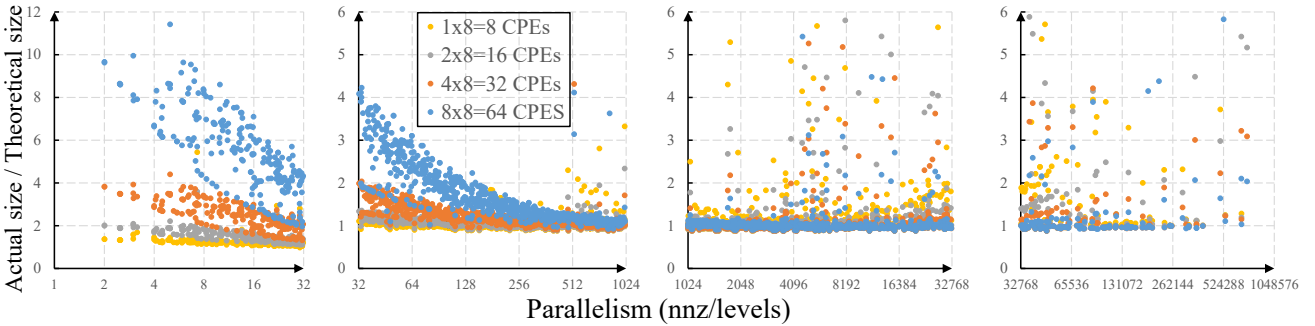 Actual size / Theoretical size
12
10
8
6
4
2
0
1 2 4 8 16 32
6
5
4
3
2
1
0
32 64 128 256 512 1024
1x8=8 CPEs
2x8=16 CPEs
4x8=32 CPEs
8x8=64 CPES
6
5
4
3
2
1
0
1024 2048 4096 8192 16384 32768
6
5
4
3
2
1
0
32768 65536 131072 262144 524288 1048576
Parallelism (nnz/levels)